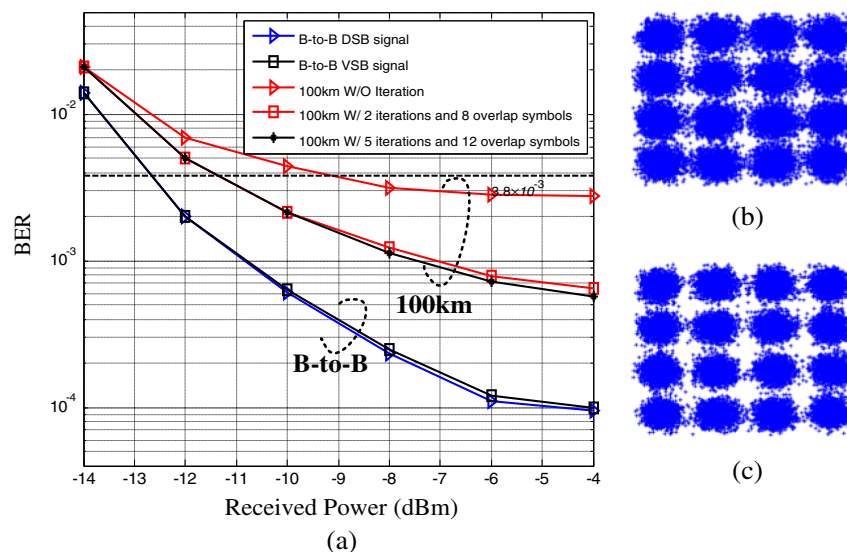 (a)
B-to-B DSB signal
B-to-B VSB signal
100km W/O Iteration
100km W/ 2 iterations and 8 overlap symbols
100km W/ 5 iterations and 12 overlap symbols
10⁻²
3.8×10⁻³
BER
10⁻³
100km
B-to-B
10⁻⁴
-14 -13 -12 -11 -10 -9 -8 -7 -6 -5 -4
Received Power (dBm)
(a)
(b)
(c)